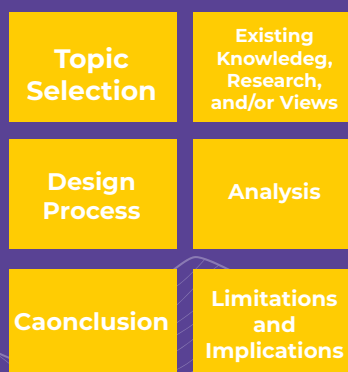 Topic
Selection
Existing
Knowledeg,
Research,
and/or Views
Design
Process
Analysis
Caonclusion
Limitations
and
Implications